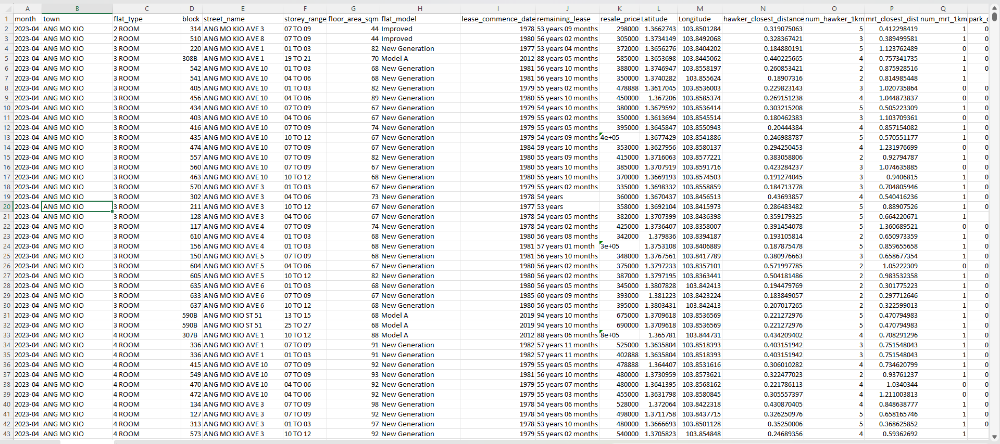 A B C D E F G H I J K L M N O P Q
1 month town flat_type block street_name storey_range floor_area_sqm flat_model lease_commence_date remaining_lease resale_price Latitude Longitude hawker_closest_distance num_hawker_1km mrt_closest_dist num_mrt_1km park_c
2 2023-04 ANG MO KIO 2 ROOM 314 ANG MO KIO AVE 3 07 TO 09 44 Improved 1978 53 years 09 months 298000 1.3662743 103.8501284 0.319075063 5 0.412298419 1 0
3 2023-04 ANG MO KIO 2 ROOM 510 ANG MO KIO AVE 8 07 TO 09 44 Improved 1980 56 years 02 months 305000 1.3734149 103.8492068 0.328367421 3 0.389499581 1 0
4 2023-04 ANG MO KIO 3 ROOM 220 ANG MO KIO AVE 1 01 TO 03 82 New Generation 1977 53 years 04 months 372000 1.3656276 103.8404202 0.184880191 5 1.123762489 0 0
5 2023-04 ANG MO KIO 3 ROOM 308B ANG MO KIO AVE 1 19 TO 21 70 Model A 2012 88 years 05 months 585000 1.3653698 103.8445062 0.440225665 4 0.757341735 1 0
6 2023-04 ANG MO KIO 3 ROOM 542 ANG MO KIO AVE 10 01 TO 03 68 New Generation 1981 56 years 10 months 388000 1.3746947 103.8558197 0.260853421 2 0.875928516 1 0
7 2023-04 ANG MO KIO 3 ROOM 541 ANG MO KIO AVE 10 04 TO 06 68 New Generation 1981 56 years 10 months 350000 1.3740282 103.855624 0.18907316 2 0.814985448 1
8 2023-04 ANG MO KIO 3 ROOM 405 ANG MO KIO AVE 10 01 TO 03 82 New Generation 1979 55 years 02 months 478888 1.3617045 103.8536003 0.229823143 3 1.020735864 0 0
9 2023-04 ANG MO KIO 3 ROOM 456 ANG MO KIO AVE 10 04 TO 06 89 New Generation 1980 55 years 10 months 450000 1.367206 103.8585374 0.269151238 4 1.044873837 0 0
10 2023-04 ANG MO KIO 3 ROOM 434 ANG MO KIO AVE 10 07 TO 09 67 New Generation 1979 54 years 10 months 380000 1.3679592 103.8536414 0.303215208 5 0.505223309 1 0
11 2023-04 ANG MO KIO 3 ROOM 403 ANG MO KIO AVE 10 04 TO 06 67 New Generation 1979 55 years 02 months 350000 1.3613694 103.8545514 0.180462383 3 1.103709361 0 0
12 2023-04 ANG MO KIO 3 ROOM 416 ANG MO KIO AVE 10 07 TO 09 74 New Generation 1979 55 years 05 months 395000 1.3645847 103.8550943 0.20444384 4 0.857154082 1 0
13 2023-04 ANG MO KIO 3 ROOM 435 ANG MO KIO AVE 10 10 TO 12 67 New Generation 1979 54 years 09 months 4e+05 1.3677429 103.8541886 0.246988787 5 0.570551177 1 0
14 2023-04 ANG MO KIO 3 ROOM 474 ANG MO KIO AVE 10 07 TO 09 67 New Generation 1984 59 years 10 months 353000 1.3627956 103.8580137 0.294250453 4 1.231976699 0 0
15 2023-04 ANG MO KIO 3 ROOM 557 ANG MO KIO AVE 10 07 TO 09 82 New Generation 1980 55 years 09 months 415000 1.3716063 103.8577221 0.383058806 2 0.92794787 1 0
16 2023-04 ANG MO KIO 3 ROOM 560 ANG MO KIO AVE 10 07 TO 09 67 New Generation 1980 55 years 10 months 385000 1.3707919 103.8591716 0.423284237 3 1.074635885 0 0
17 2023-04 ANG MO KIO 3 ROOM 463 ANG MO KIO AVE 10 10 TO 12 68 New Generation 1980 55 years 10 months 370000 1.3669193 103.8574503 0.191274045 3 0.9406815 1 0
18 2023-04 ANG MO KIO 3 ROOM 570 ANG MO KIO AVE 3 01 TO 03 67 New Generation 1979 55 years 02 months 335000 1.3698332 103.8558859 0.184713778 3 0.704805946 1 0
19 2023-04 ANG MO KIO 3 ROOM 302 ANG MO KIO AVE 3 04 TO 06 73 New Generation 1978 54 years 360000 1.3670437 103.8456513 0.43693857 4 0.540416236 1 0
20 2023-04 ANG MO KIO 3 ROOM 211 ANG MO KIO AVE 3 10 TO 12 67 New Generation 1977 53 years 358000 1.3692104 103.8415973 0.286483482 5 0.88907526 1 0
21 2023-04 ANG MO KIO 3 ROOM 128 ANG MO KIO AVE 3 04 TO 06 67 New Generation 1978 54 years 05 months 382000 1.3707399 103.8436398 0.359179325 5 0.664220671 1
22 2023-04 ANG MO KIO 3 ROOM 117 ANG MO KIO AVE 4 07 TO 09 74 New Generation 1978 54 years 02 months 425000 1.3736407 103.8358007 0.391454078 5 1.360689521 0 0
23 2023-04 ANG MO KIO 3 ROOM 610 ANG MO KIO AVE 4 01 TO 03 68 New Generation 1980 56 years 08 months 342000 1.379836 103.8394187 0.193105814 2 0.650973359 1 0
24 2023-04 ANG MO KIO 3 ROOM 156 ANG MO KIO AVE 4 01 TO 03 68 New Generation 1981 57 years 01 month 3e+05 1.3753108 103.8406889 0.187875478 5 0.859655658 1 0
25 2023-04 ANG MO KIO 3 ROOM 150 ANG MO KIO AVE 5 07 TO 09 68 New Generation 1981 56 years 10 months 348000 1.3767561 103.8417789 0.380976663 3 0.658677354 1 0
26 2023-04 ANG MO KIO 3 ROOM 604 ANG MO KIO AVE 5 04 TO 06 67 New Generation 1980 56 years 02 months 375000 1.3797233 103.8357101 0.571997785 2 1.05222309 0 0
27 2023-04 ANG MO KIO 3 ROOM 605 ANG MO KIO AVE 5 10 TO 12 82 New Generation 1980 56 years 02 months 387000 1.3797195 103.8363441 0.504181486 2 0.983532358 1 0
28 2023-04 ANG MO KIO 3 ROOM 635 ANG MO KIO AVE 6 01 TO 03 68 New Generation 1980 56 years 05 months 345000 1.3807828 103.842413 0.194479769 2 0.301775223 1 0
29 2023-04 ANG MO KIO 3 ROOM 633 ANG MO KIO AVE 6 07 TO 09 67 New Generation 1985 60 years 09 months 393000 1.381223 103.8423224 0.183849057 2 0.297712646 1 0
30 2023-04 ANG MO KIO 3 ROOM 637 ANG MO KIO AVE 6 10 TO 12 68 New Generation 1980 56 years 05 months 395000 1.3803431 103.842413 0.207017265 2 0.322599013 1 0
31 2023-04 ANG MO KIO 3 ROOM 590B ANG MO KIO ST 51 13 TO 15 68 Model A 2019 94 years 10 months 675000 1.3709618 103.8536569 0.221272976 5 0.470794983 1 0
32 2023-04 ANG MO KIO 3 ROOM 590B ANG MO KIO ST 51 25 TO 27 68 Model A 2019 94 years 10 months 690000 1.3709618 103.8536569 0.221272976 5 0.470794983 1 0
33 2023-04 ANG MO KIO 4 ROOM 307B ANG MO KIO AVE 1 10 TO 12 88 Model A 2012 88 years 06 months 8e+05 1.365781 103.844731 0.434209402 4 0.708291296 1 0
34 2023-04 ANG MO KIO 4 ROOM 336 ANG MO KIO AVE 1 07 TO 09 91 New Generation 1982 57 years 11 months 525000 1.3635804 103.8518393 0.403151942 3 0.751548043 1 0
35 2023-04 ANG MO KIO 4 ROOM 336 ANG MO KIO AVE 1 01 TO 03 91 New Generation 1982 57 years 11 months 402888 1.3635804 103.8518393 0.403151942 3 0.751548043 1 0
36 2023-04 ANG MO KIO 4 ROOM 415 ANG MO KIO AVE 10 07 TO 09 92 New Generation 1979 55 years 05 months 478888 1.364407 103.8531616 0.306010282 4 0.734620799 1 0
37 2023-04 ANG MO KIO 4 ROOM 549 ANG MO KIO AVE 10 07 TO 09 93 New Generation 1981 56 years 10 months 480000 1.3730959 103.8573621 0.322477023 2 0.93761237 1 0
38 2023-04 ANG MO KIO 4 ROOM 470 ANG MO KIO AVE 10 04 TO 06 92 New Generation 1979 55 years 07 months 480000 1.3641395 103.8568162 0.221786113 4 1.0340344 0 0
39 2023-04 ANG MO KIO 4 ROOM 472 ANG MO KIO AVE 10 04 TO 06 92 New Generation 1979 55 years 03 months 455000 1.3631798 103.8580845 0.305557397 4 1.211003813 0 0
40 2023-04 ANG MO KIO 4 ROOM 134 ANG MO KIO AVE 3 07 TO 09 98 New Generation 1978 54 years 06 months 528000 1.372064 103.8422318 0.430870405 4 0.848638777 1 0
41 2023-04 ANG MO KIO 4 ROOM 127 ANG MO KIO AVE 3 07 TO 09 92 New Generation 1978 54 years 06 months 498000 1.3711758 103.8437715 0.326250976 5 0.658165746 1 0
42 2023-04 ANG MO KIO 4 ROOM 313 ANG MO KIO AVE 3 01 TO 03 97 New Generation 1978 53 years 10 months 480000 1.3666693 103.8501128 0.35250006 5 0.368625852 1 0
43 2023-04 ANG MO KIO 4 ROOM 573 ANG MO KIO AVE 3 10 TO 12 92 New Generation 1979 55 years 02 months 540000 1.3705823 103.854848 0.24689356 4 0.59362692 1